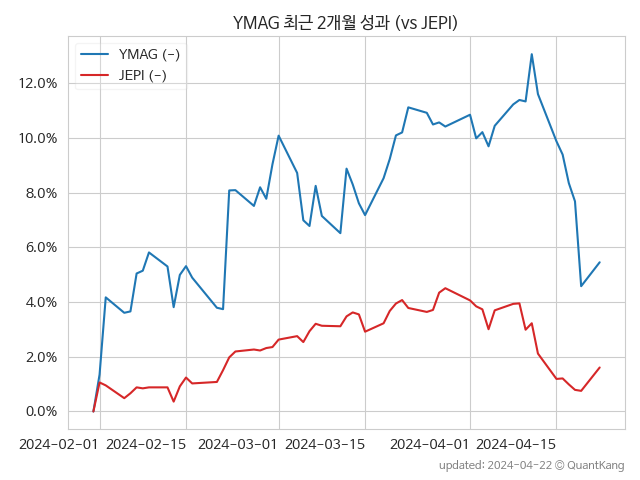 YMAG 최근 2개월 성과 (vs JEPI)
YMAG (-)
JEPI (-)
12.0%
10.0%
8.0%
6.0%
4.0%
2.0%
0.0%
2024-02-01 2024-02-15 2024-03-01 2024-03-15 2024-04-01 2024-04-15
updated: 2024-04-22 © QuantKang